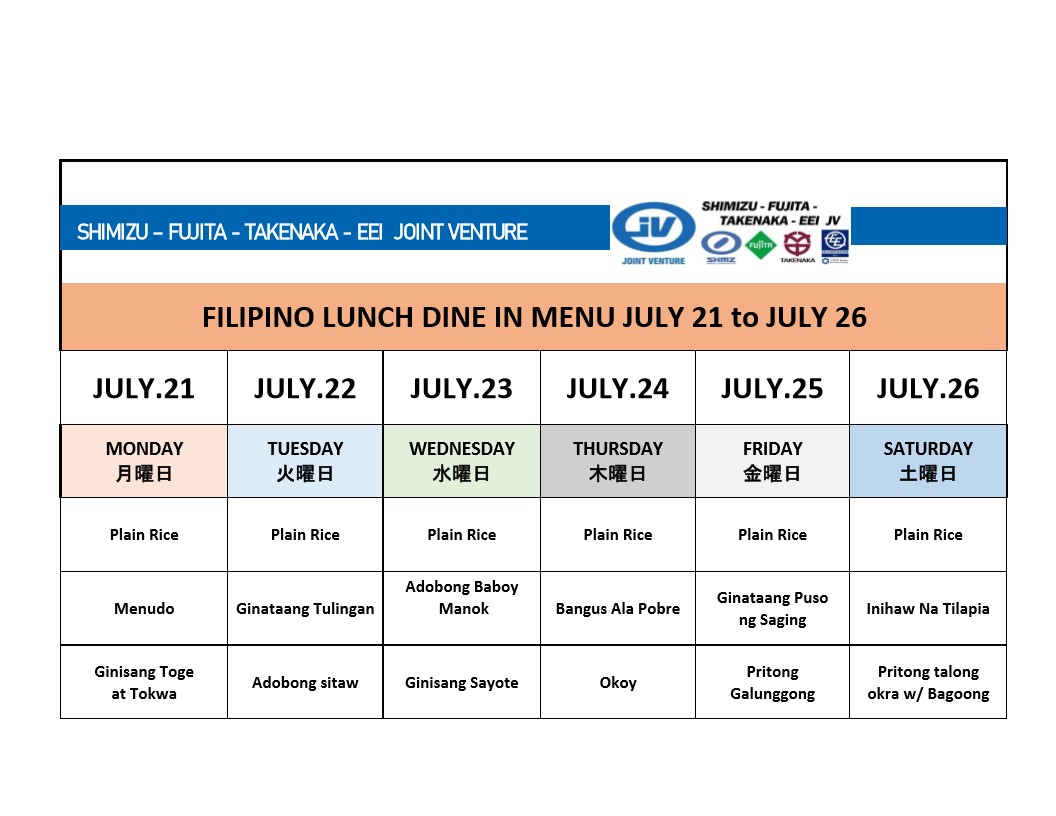 SHIMIZU – FUJITA - TAKENAKA - EEI JOINT VENTURE
JV
JOINT VENTURE
SHIMIZU - FUJITA -
TAKENAKA - EEI JV
SHMZ
FUJITA
TAKENAKA
FILIPINO LUNCH DINE IN MENU JULY 21 to JULY 26
JULY.21 JULY.22 JULY.23 JULY.24 JULY.25 JULY.26
MONDAY TUESDAY WEDNESDAY THURSDAY FRIDAY SATURDAY
月曜日 火曜日 水曜日 木曜日 金曜日 土曜日
Plain Rice Plain Rice Plain Rice Plain Rice Plain Rice Plain Rice
Menudo
Ginataang Tulingan
Adobong Baboy
Manok
Bangus Ala Pobre
Ginataang Puso
ng Saging
Inihaw Na Tilapia
Ginisang Toge
at Tokwa
Adobong sitaw
Ginisang Sayote
Okoy
Pritong
Galunggong
Pritong talong
okra w/ Bagoong